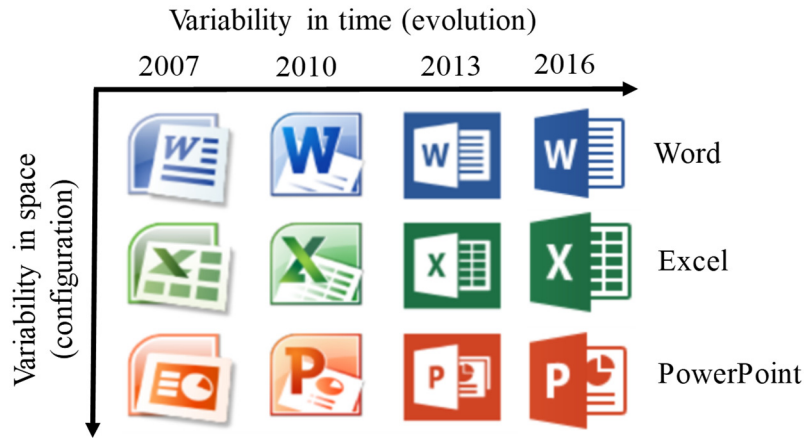 Variability in time (evolution)
2007 2010 2013 2016
Variability in space
(configuration)
W W W W Word
X X X X Excel
P P P PowerPoint